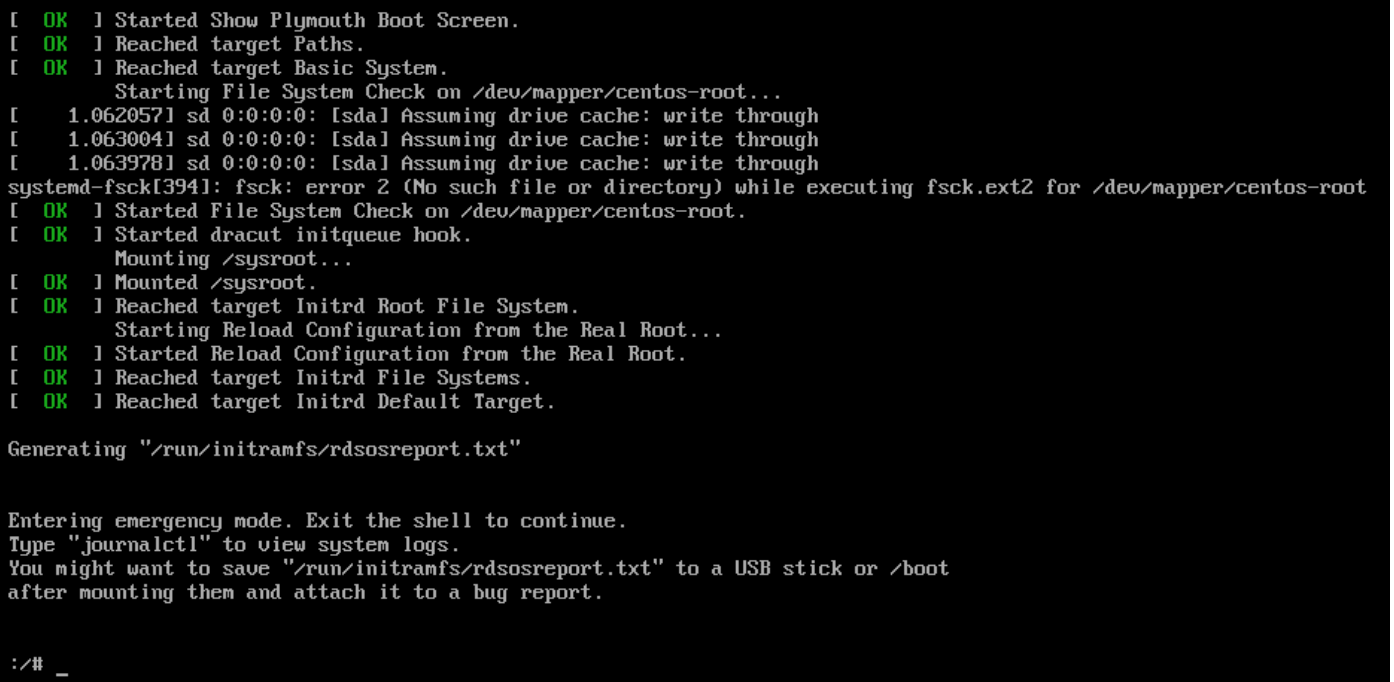 [  OK  ] Started Show Plymouth Boot Screen.
[  OK  ] Reached target Paths.
[  OK  ] Reached target Basic System.
         Starting File System Check on /dev/mapper/centos-root...
[    1.062057] sd 0:0:0:0: [sda] Assuming drive cache: write through
[    1.063004] sd 0:0:0:0: [sda] Assuming drive cache: write through
[    1.063978] sd 0:0:0:0: [sda] Assuming drive cache: write through
systemd-fsck[394]: fsck: error 2 (No such file or directory) while executing fsck.ext2 for /dev/mapper/centos-root
[  OK  ] Started File System Check on /dev/mapper/centos-root.
[  OK  ] Started dracut initqueue hook.
         Mounting /sysroot...
[  OK  ] Mounted /sysroot.
[  OK  ] Reached target Initrd Root File System.
         Starting Reload Configuration from the Real Root...
[  OK  ] Started Reload Configuration from the Real Root.
[  OK  ] Reached target Initrd File Systems.
[  OK  ] Reached target Initrd Default Target.
Generating "/run/initramfs/rdsosreport.txt"
Entering emergency mode. Exit the shell to continue.
Type "journalctl" to view system logs.
You might want to save "/run/initramfs/rdsosreport.txt" to a USB stick or /boot
after mounting them and attach it to a bug report.
:/# _